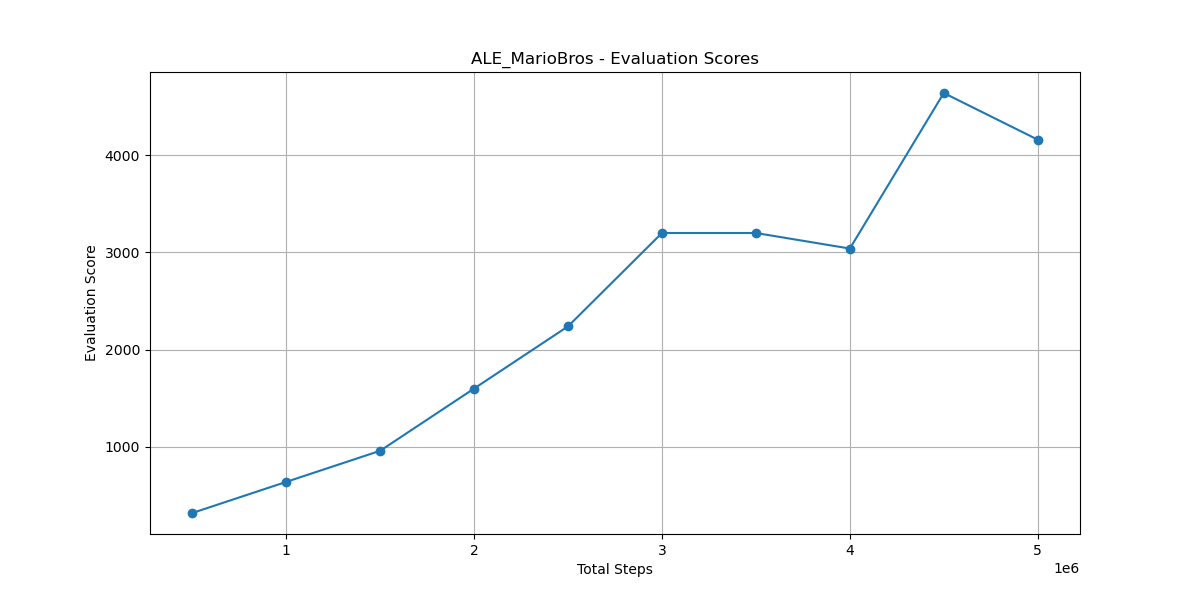 ALE_MarioBros - Evaluation Scores
4000
3000
2000
1000
Evaluation Score
1 2 3 4 5
1e6
Total Steps